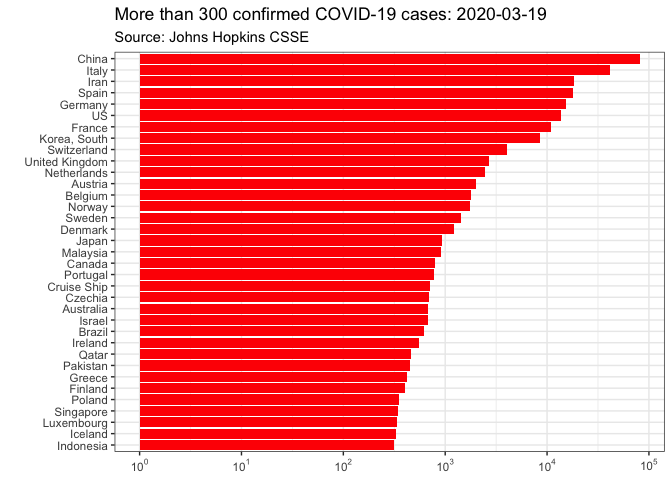 More than 300 confirmed COVID-19 cases: 2020-03-19
Source: Johns Hopkins CSSE
China
Italy
Iran
Spain
Germany
US
France
Korea, South
Switzerland
United Kingdom
Netherlands
Austria
Belgium
Norway
Sweden
Denmark
Japan
Malaysia
Canada
Portugal
Cruise Ship
Czechia
Australia
Israel
Brazil
Ireland
Qatar
Pakistan
Greece
Finland
Poland
Singapore
Luxembourg
Iceland
Indonesia
10⁰ 10¹ 10² 10³ 10⁴ 10⁵